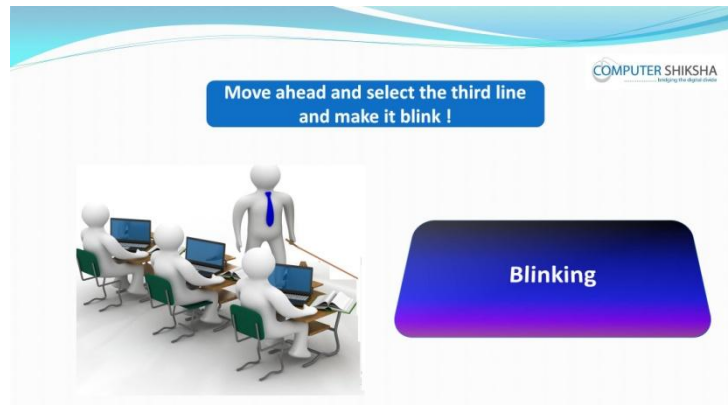 COMPUTER SHIKSHA
bridging the digital divide
Move ahead and select the third line
and make it blink !
Blinking